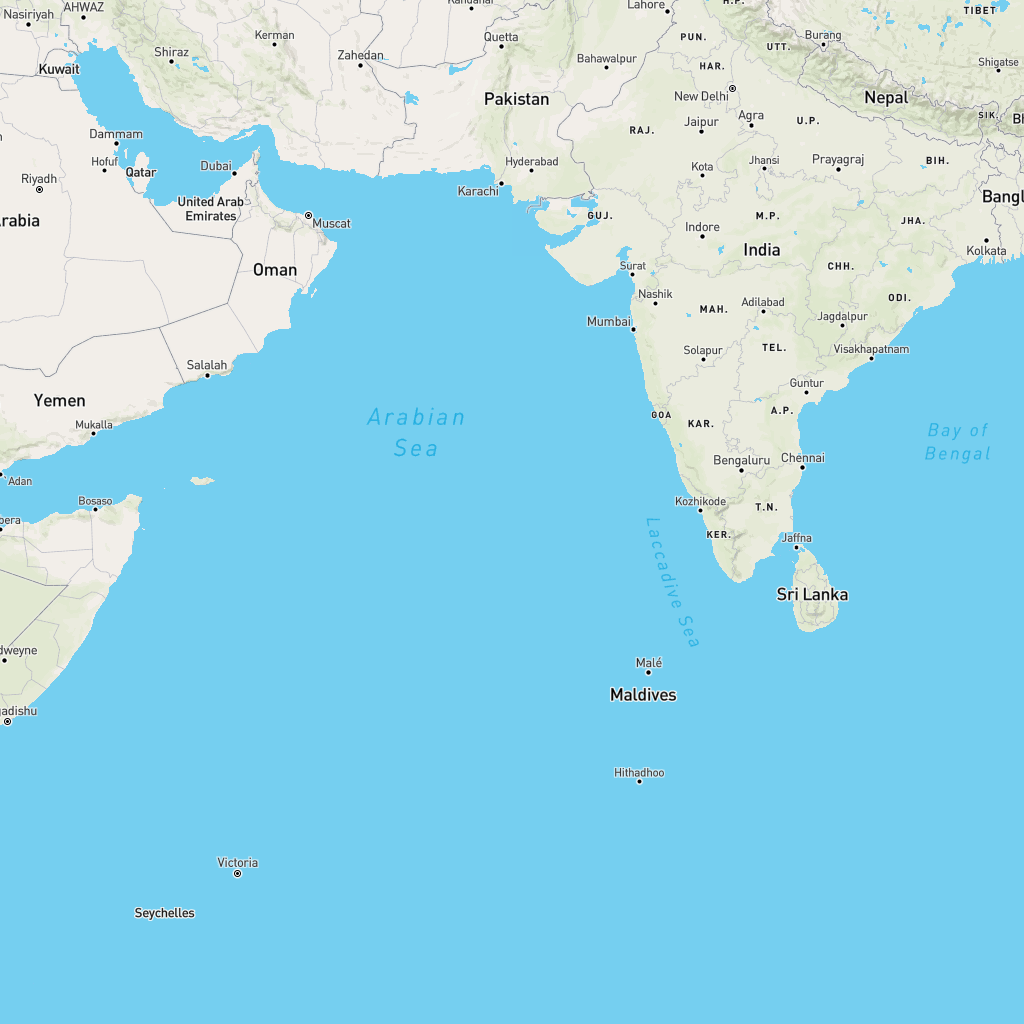 Nasiriyah
AHWAZ
Kandahar
Lahore
H.P.
TIBET
Kuwait
Shiraz
Kerman
Zahedan
Quetta
PUN.
UTT.
Burang
Bahawalpur
HAR.
Shigatse
Pakistan
New Delhi
Nepal
SIK.
Bh
Dammam
RAJ.
Jaipur
Agra
U.P.
Hofuf
Qatar
Dubai
Hyderabad
Kota
Jhansi
Prayagraj
BIH.
Riyadh
Karachi
Bangl
United Arab
Emirates
rabia
Muscat
GUJ.
M.P.
JHA.
Indore
India
Kolkata
Oman
Surat
CHH.
Nashik
MAH.
Adilabad
ODI.
Mumbai
Jagdalpur
Solapur
TEL.
Visakhapatnam
Salalah
Guntur
Yemen
Arabian
Sea
GOA
KAR.
A.P.
Mukalla
Bay of
Bengal
Bengaluru
Chennai
Adan
Bosaso
Kozhikode
T.N.
bera
KER.
Jaffna
Laccadive Sea
Sri Lanka
dweyne
Malé
Maldives
adishu
Hithadhoo
Victoria
Seychelles